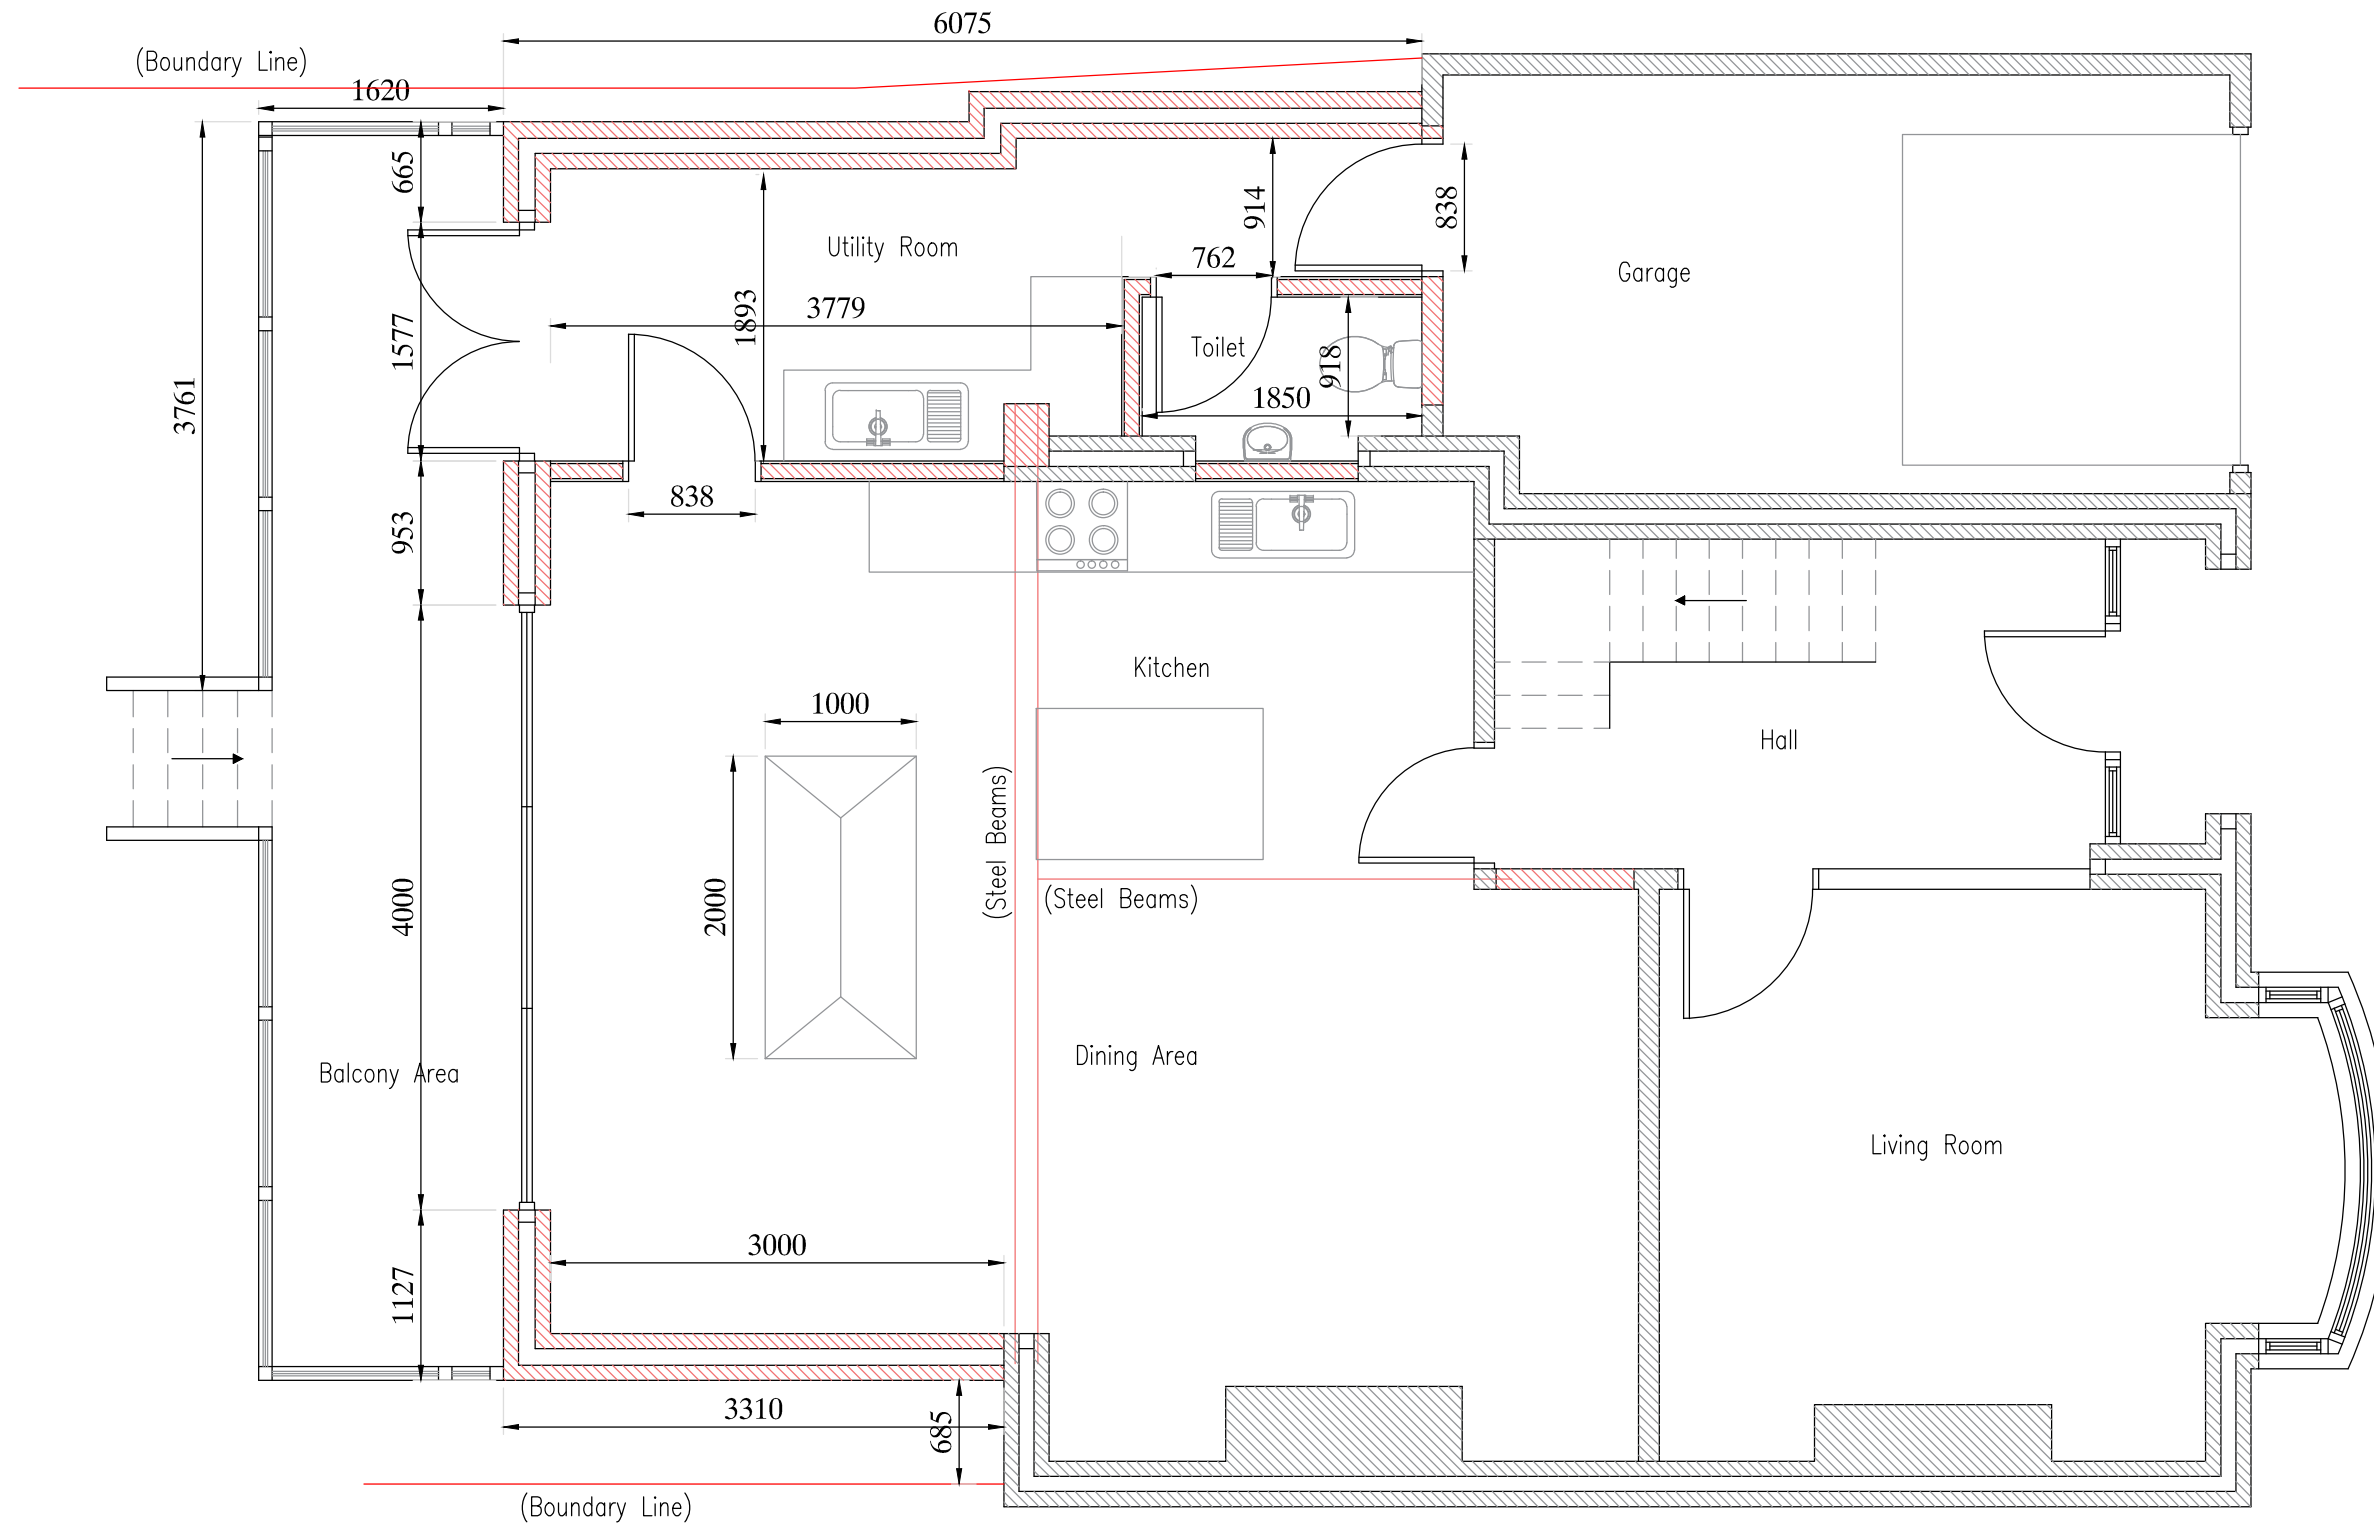 6075
(Boundary Line)
1620
665
914
838
Utility Room
762
Garage
3779
1893
1577
Toilet
918
3761
1850
838
953
Kitchen
1000
Hall
(Steel Beams)
(Steel Beams)
2000
4000
Dining Area
Balcony Area
Living Room
3000
1127
3310
685
(Boundary Line)